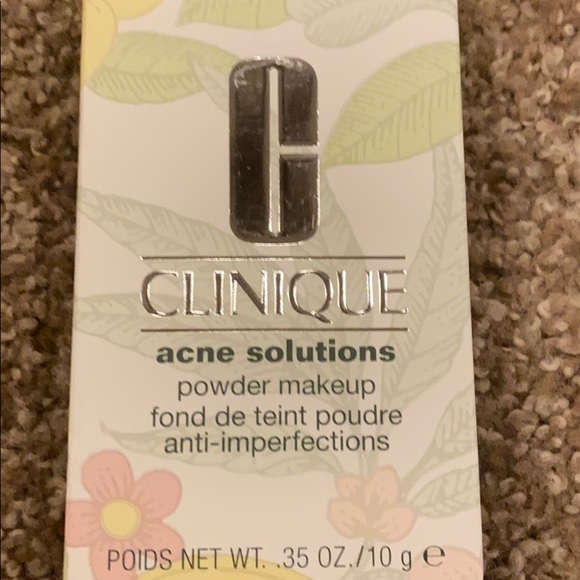 CLINIQUE
acne solutions
powder makeup
fond de teint poudre
anti-imperfections
POIDS NET WT. .35 OZ./10 g ℮